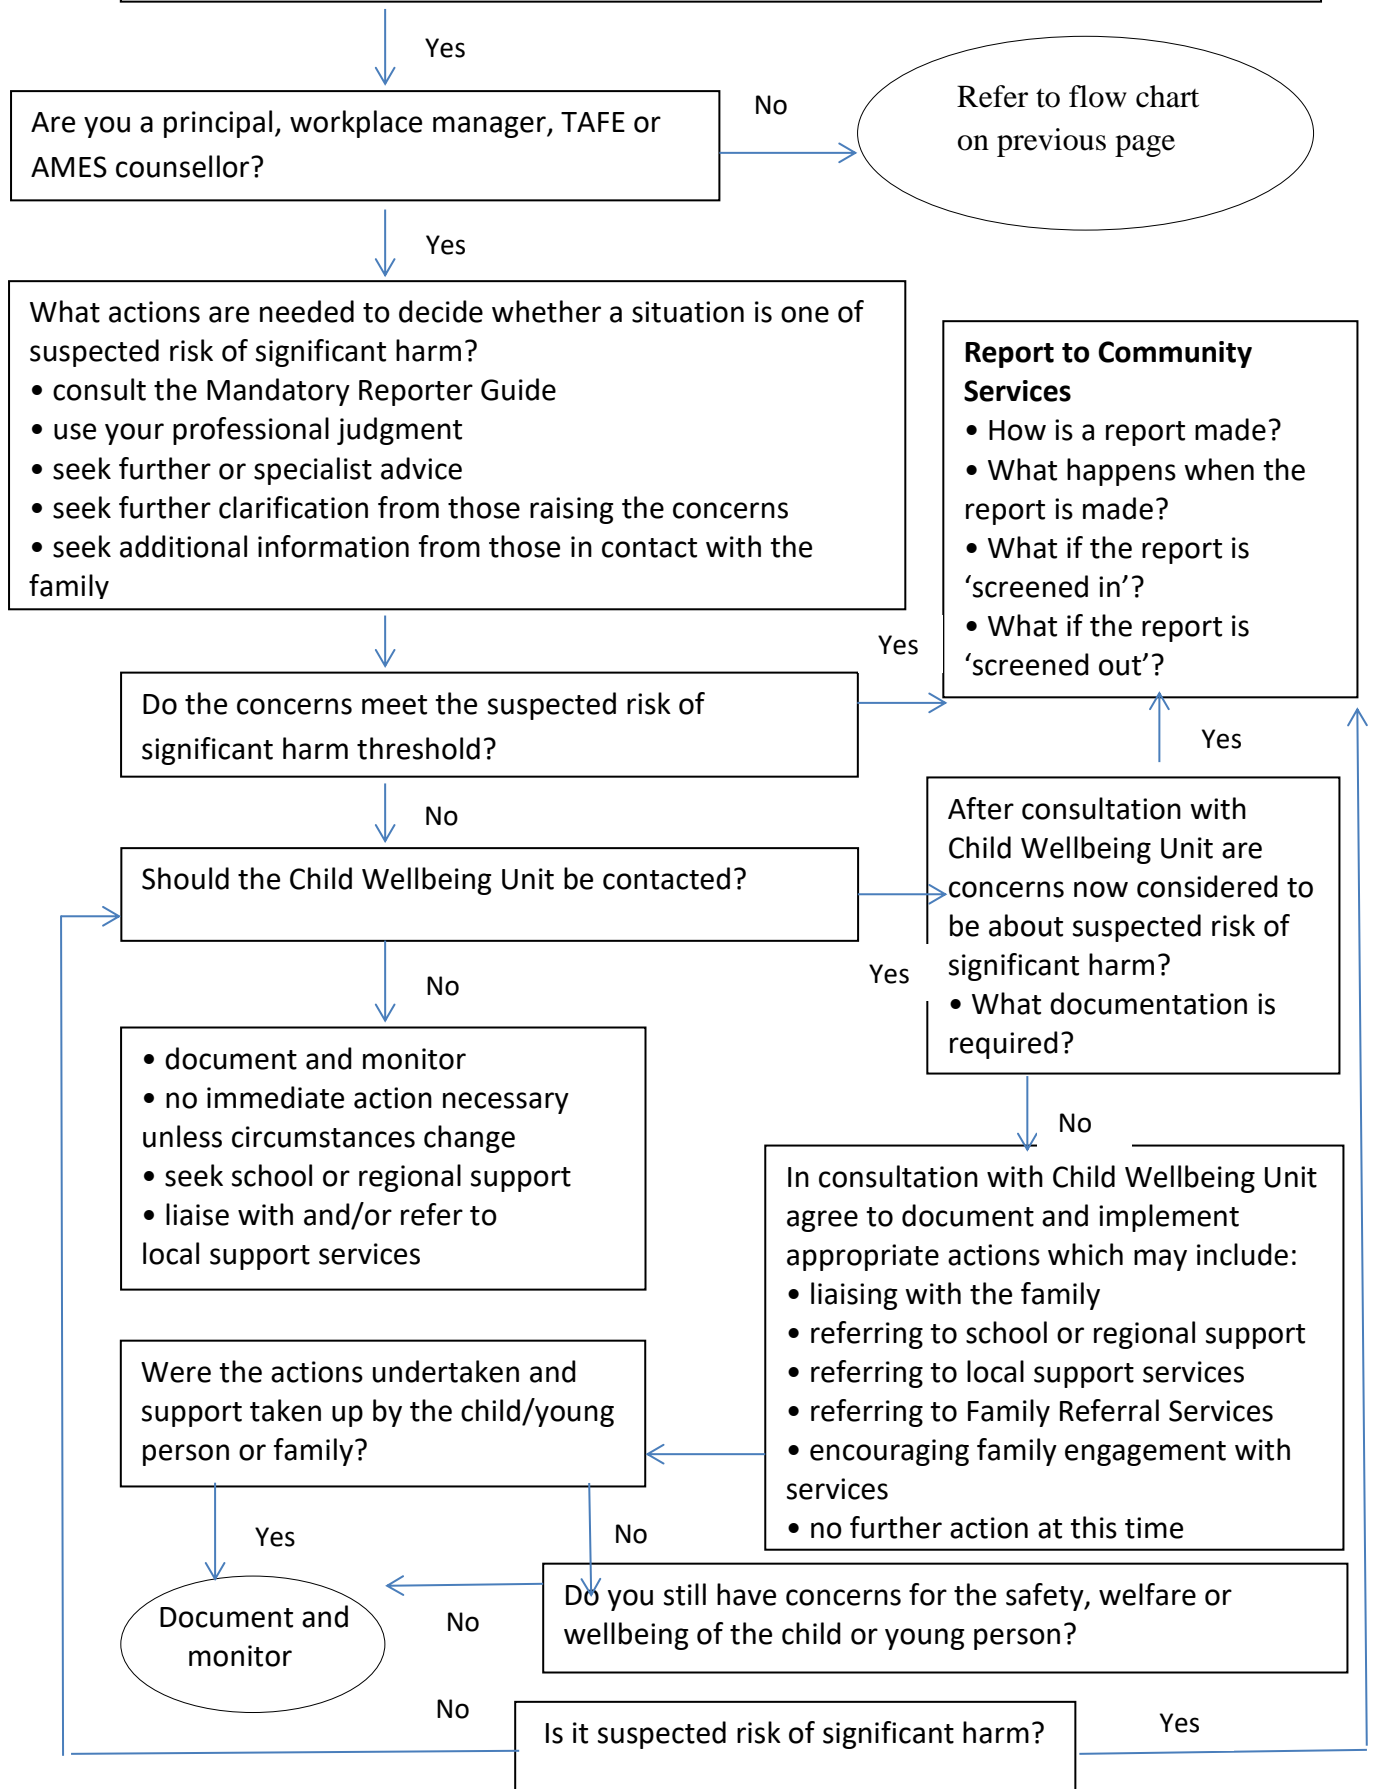 Yes
Are you a principal, workplace manager, TAFE or
AMES counsellor?
No
Refer to flow chart
on previous page
Yes
What actions are needed to decide whether a situation is one of
suspected risk of significant harm?
• consult the Mandatory Reporter Guide
• use your professional judgment
• seek further or specialist advice
• seek further clarification from those raising the concerns
• seek additional information from those in contact with the
family
Report to Community
Services
• How is a report made?
• What happens when the
report is made?
• What if the report is
‘screened in’?
• What if the report is
‘screened out’?
Yes
Do the concerns meet the suspected risk of
significant harm threshold?
Yes
No
Should the Child Wellbeing Unit be contacted?
Yes
After consultation with
Child Wellbeing Unit are
concerns now considered to
be about suspected risk of
significant harm?
• What documentation is
required?
No
• document and monitor
• no immediate action necessary
unless circumstances change
• seek school or regional support
• liaise with and/or refer to
local support services
No
In consultation with Child Wellbeing Unit
agree to document and implement
appropriate actions which may include:
• liaising with the family
• referring to school or regional support
• referring to local support services
• referring to Family Referral Services
• encouraging family engagement with
services
• no further action at this time
Were the actions undertaken and
support taken up by the child/young
person or family?
Yes
No
Do you still have concerns for the safety, welfare or
wellbeing of the child or young person?
No
Document and
monitor
No
Is it suspected risk of significant harm?
Yes